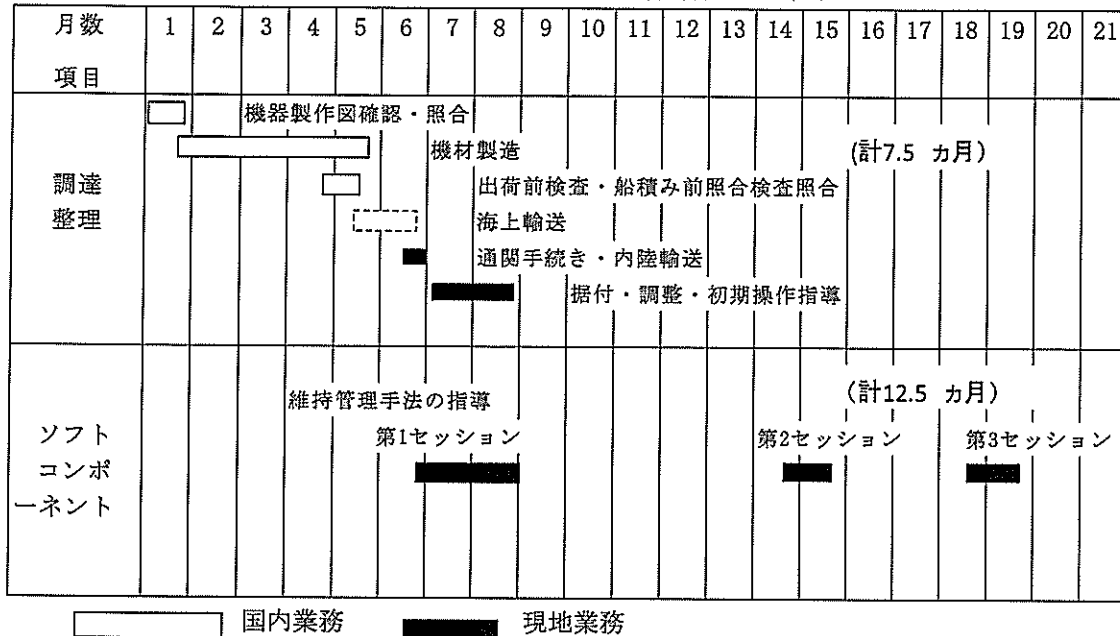 月数 1 2 3 4 5 6 7 8 9 10 11 12 13 14 15 16 17 18 19 20 21
項目
機器製作図確認・照合
機材製造 (計7.5 ヵ月)
調達
出荷前検査・船積み前照合検査照合
整理
海上輸送
通関手続き・内陸輸送
据付・調整・初期操作指導
維持管理手法の指導 (計12.5 ヵ月)
ソフト
第1セッション 第2セッション 第3セッション
コンポ
ーネント
国内業務 現地業務